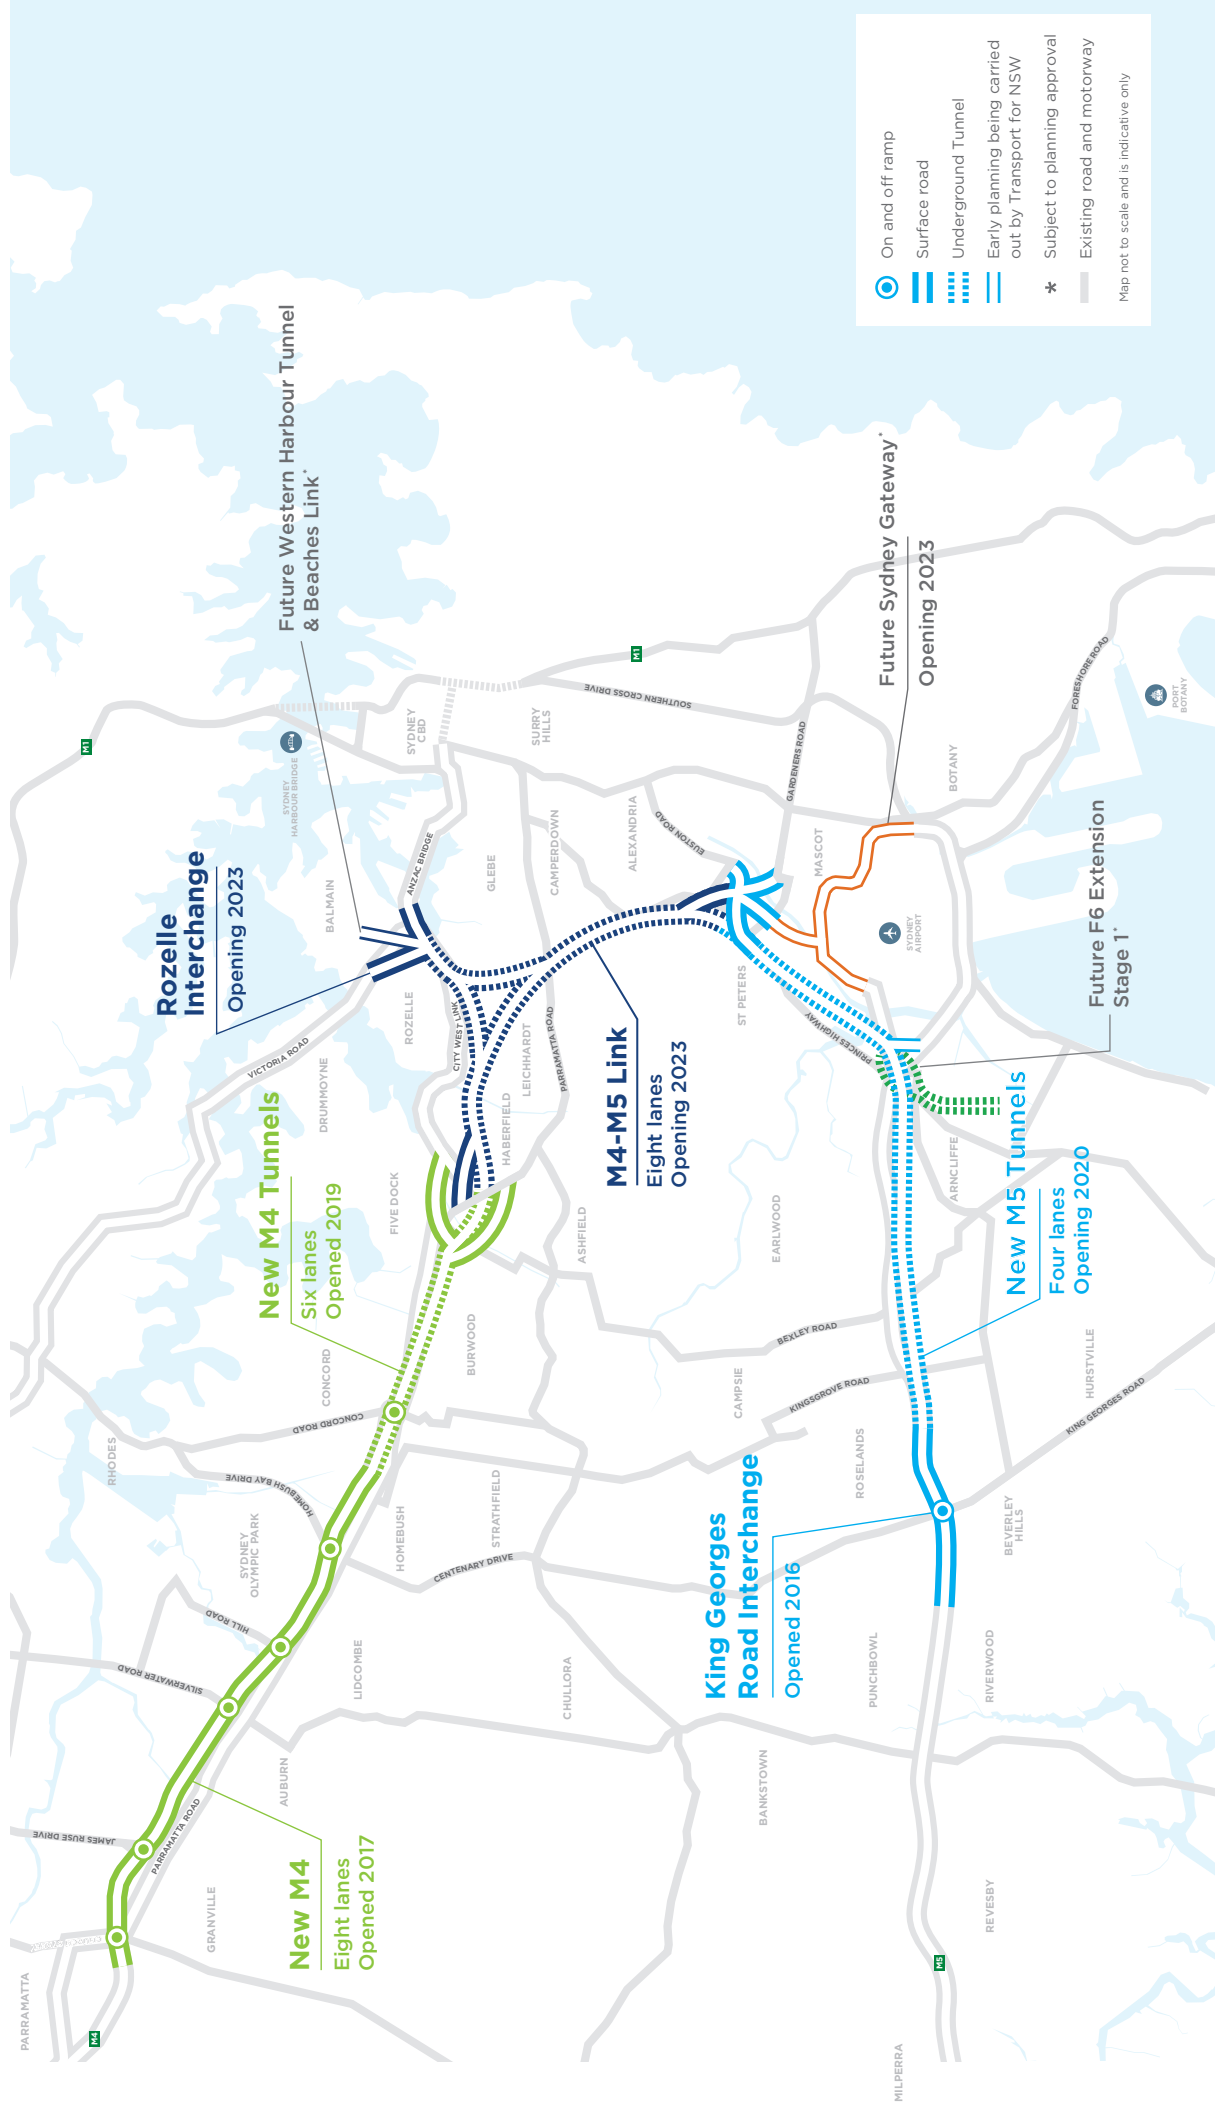 M4
PARRAMATTA
JAMES RUSE DRIVE
PARRAMATTA ROAD
GRANVILLE
New M4
Eight lanes
Opened 2017
AUBURN
SILVERWATER ROAD
HILL ROAD
SYDNEY
OLYMPIC PARK
HOMEBUSH BAY DRIVE
RHODES
LIDCOMBE
HOMEBUSH
CONCORD ROAD
CONCORD
New M4 Tunnels
Six lanes
Opened 2019
FIVE DOCK
DRUMMOYNE
VICTORIA ROAD
Rozelle
Interchange
Opening 2023
BALMAIN
ROZELLE
ANZAC BRIDGE
CITY WEST LINK
M1
SYDNEY
HARBOUR BRIDGE
Future Western Harbour Tunnel
& Beaches Link*
SYDNEY
CBD
SURRY
HILLS
M1
SOUTHERN CROSS DRIVE
GLEBE
CAMPERDOWN
LEICHHARDT
PARRAMATTA ROAD
HABERFIELD
ASHFIELD
BURWOOD
STRATHFIELD
CENTENARY DRIVE
CHULLORA
M4-M5 Link
Eight lanes
Opening 2023
ALEXANDRIA
EUSTON ROAD
GARDENERS ROAD
MASCOT
ST PETERS
PRINCES HIGHWAY
SYDNEY
AIRPORT
Future Sydney Gateway*
Opening 2023
BOTANY
FORESHORE ROAD
PORT
BOTANY
Future F6 Extension
Stage 1*
EARLWOOD
ARNCLIFFE
New M5 Tunnels
Four lanes
Opening 2020
BEXLEY ROAD
CAMPSIE
KINGSGROVE ROAD
HURSTVILLE
KING GEORGES ROAD
ROSELANDS
BEVERLEY
HILLS
King Georges
Road Interchange
Opened 2016
PUNCHBOWL
RIVERWOOD
BANKSTOWN
REVESBY
M5
MILPERRA
On and off ramp
Surface road
Underground Tunnel
Early planning being carried
out by Transport for NSW
* Subject to planning approval
Existing road and motorway
Map not to scale and is indicative only